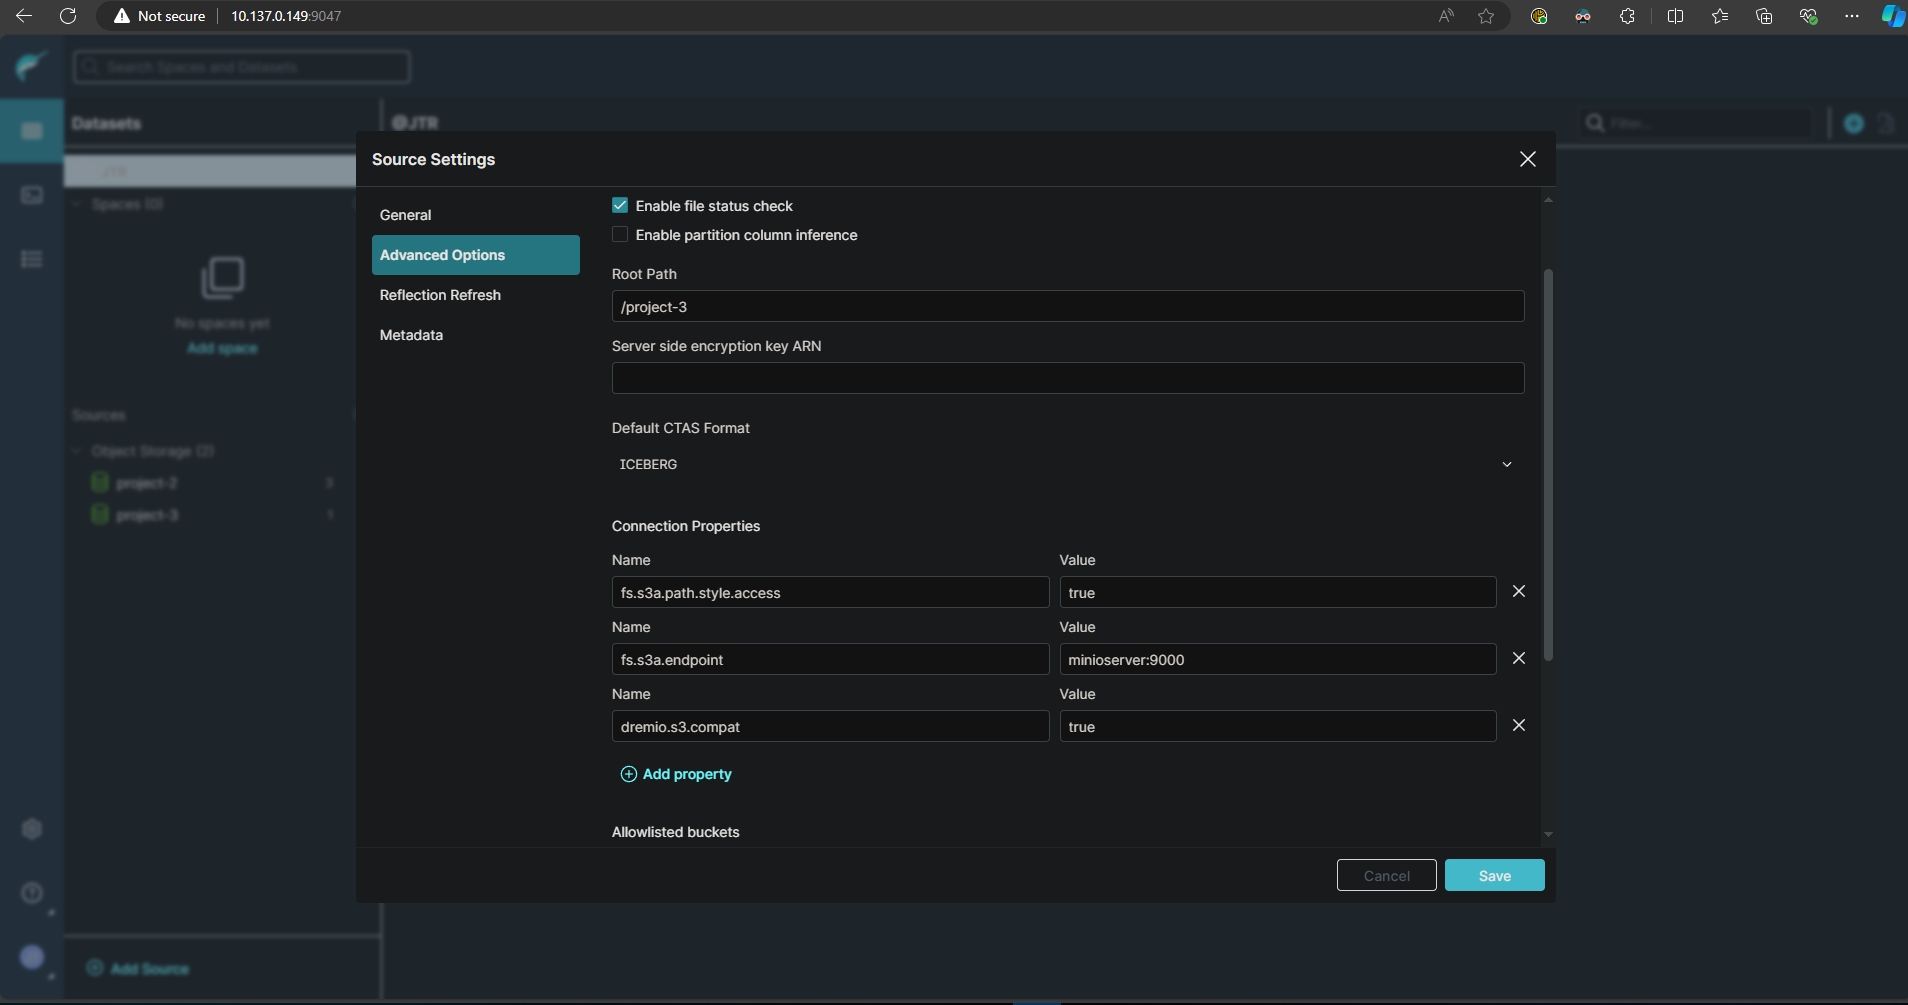 Not secure
10.137.0.149:9047
Search Spaces and Datasets
Datasets
@JTR
Filter...
JTR
Spaces (0)
No spaces yet
Add space
Sources
Object Storage (2)
project-2
3
project-3
1
Add Source
Source Settings
General
Advanced Options
Reflection Refresh
Metadata
Enable file status check
Enable partition column inference
Root Path
/project-3
Server side encryption key ARN
Default CTAS Format
ICEBERG
Connection Properties
Name Value
fs.s3a.path.style.access true
Name Value
fs.s3a.endpoint minioserver:9000
Name Value
dremio.s3.compat true
Add property
Allowlisted buckets
Cancel Save